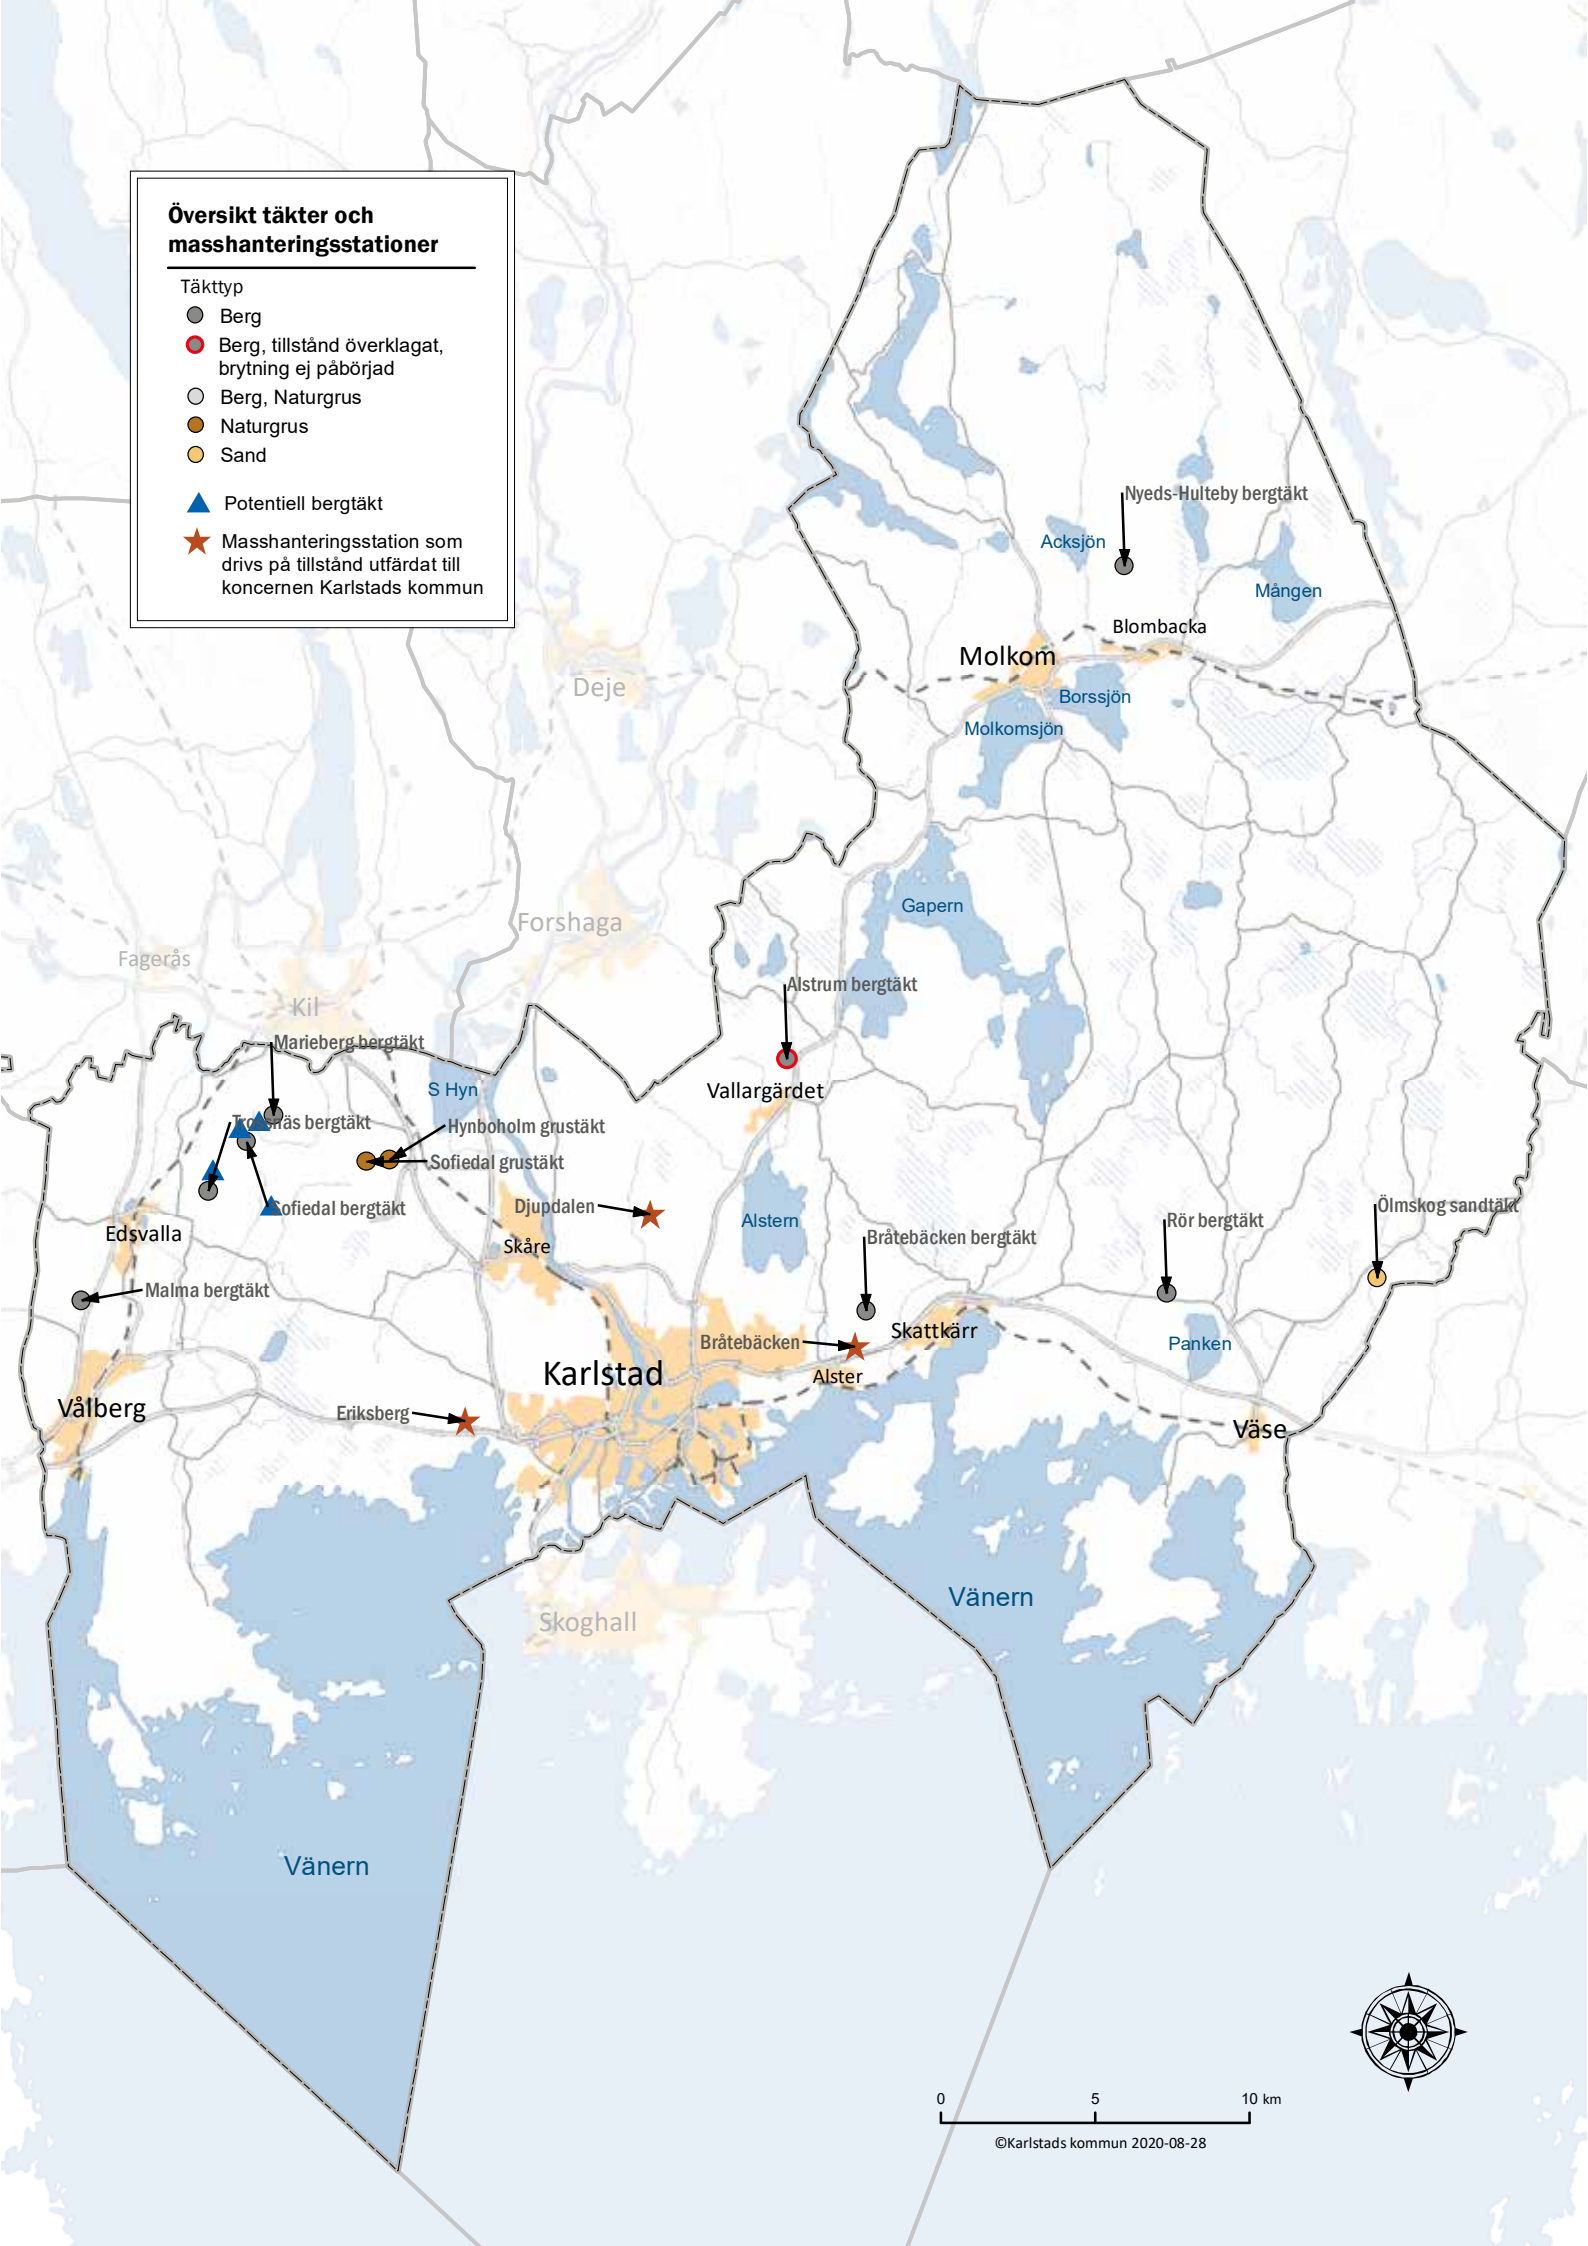 Översikt täkter och
masshanteringsstationer
Täkttyp
Berg
Berg, tillstånd överklagat,
brytning ej påbörjad
Berg, Naturgrus
Naturgrus
Sand
Potentiell bergtäkt
Masshanteringsstation som
drivs på tillstånd utfärdat till
koncernen Karlstads kommun
Nyeds-Hulteby bergtäkt
Acksjön
Mången
Blombacka
Molkom
Deje
Borssjön
Molkomsjön
Gapern
Forshaga
Fagerås
Alstrum bergtäkt
Kil
Marieberg bergtäkt
S Hyn
Vallargärdet
Trossnäs bergtäkt
Hynboholm grustäkt
Sofiedal grustäkt
Djupdalen
Sofiedal bergtäkt
Ölmskog sandtäkt
Alstern
Rör bergtäkt
Edsvalla
Bråtebäcken bergtäkt
Skåre
Malma bergtäkt
Skattkärr
Bråtebäcken
Panken
Karlstad
Alster
Vålberg
Eriksberg
Väse
Vänern
Skoghall
Vänern
0 5 10 km
©Karlstads kommun 2020-08-28